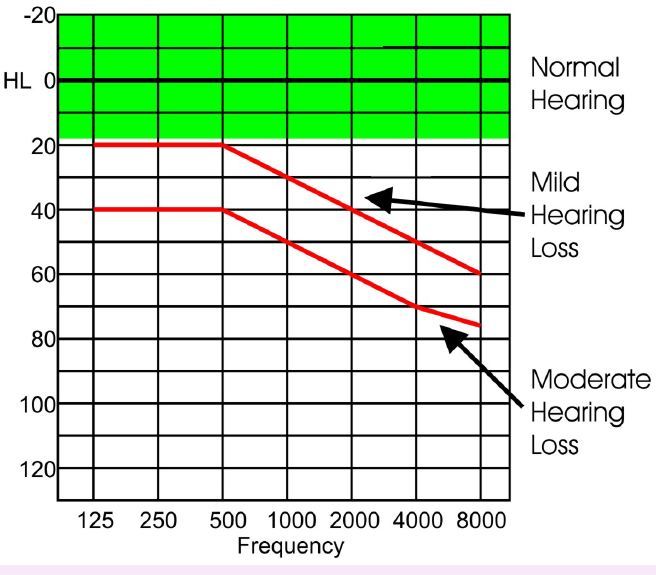 -20
HL 0
20
40
60
80
100
120
Normal
Hearing
Mild
Hearing
Loss
Moderate
Hearing
Loss
125 250 500 1000 2000 4000 8000
Frequency